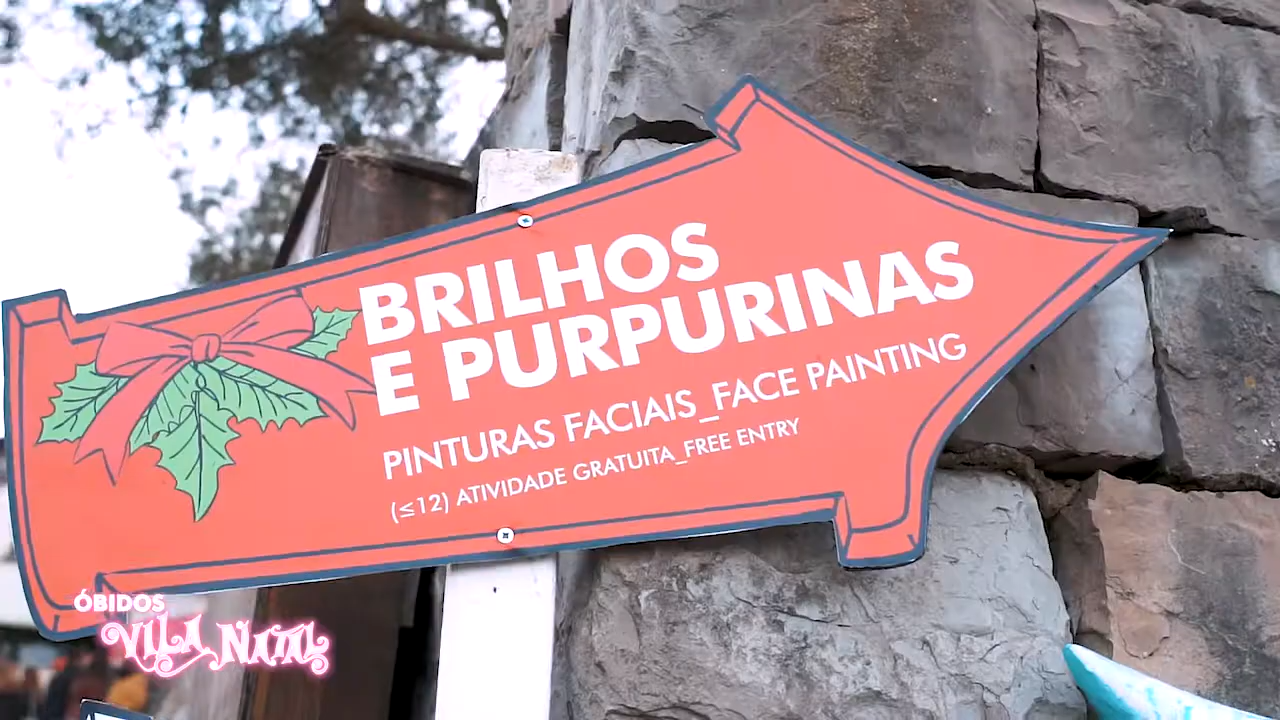 BRILHOS
E PURPURINAS
PINTURAS FACIAIS_FACE PAINTING
(≤12) ATIVIDADE GRATUITA_FREE ENTRY
ÓBIDOS
VILA NATAL